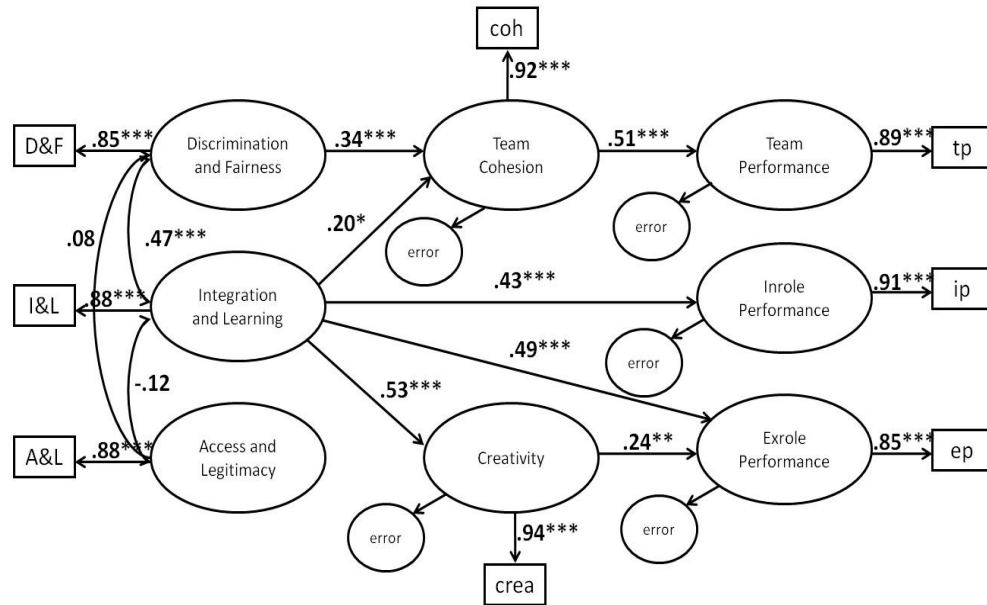 coh
.92***
D&F
.85***
Discrimination
and Fairness
.34***
Team
Cohesion
.51***
Team
Performance
.89***
tp
error
error
.08
.47***
.20*
I&L
.88***
Integration
and Learning
.43***
Inrole
Performance
.91***
ip
error
.49***
-.12
.53***
A&L
.88***
Access and
Legitimacy
Creativity
.24**
Exrole
Performance
.85***
ep
error
error
.94***
crea